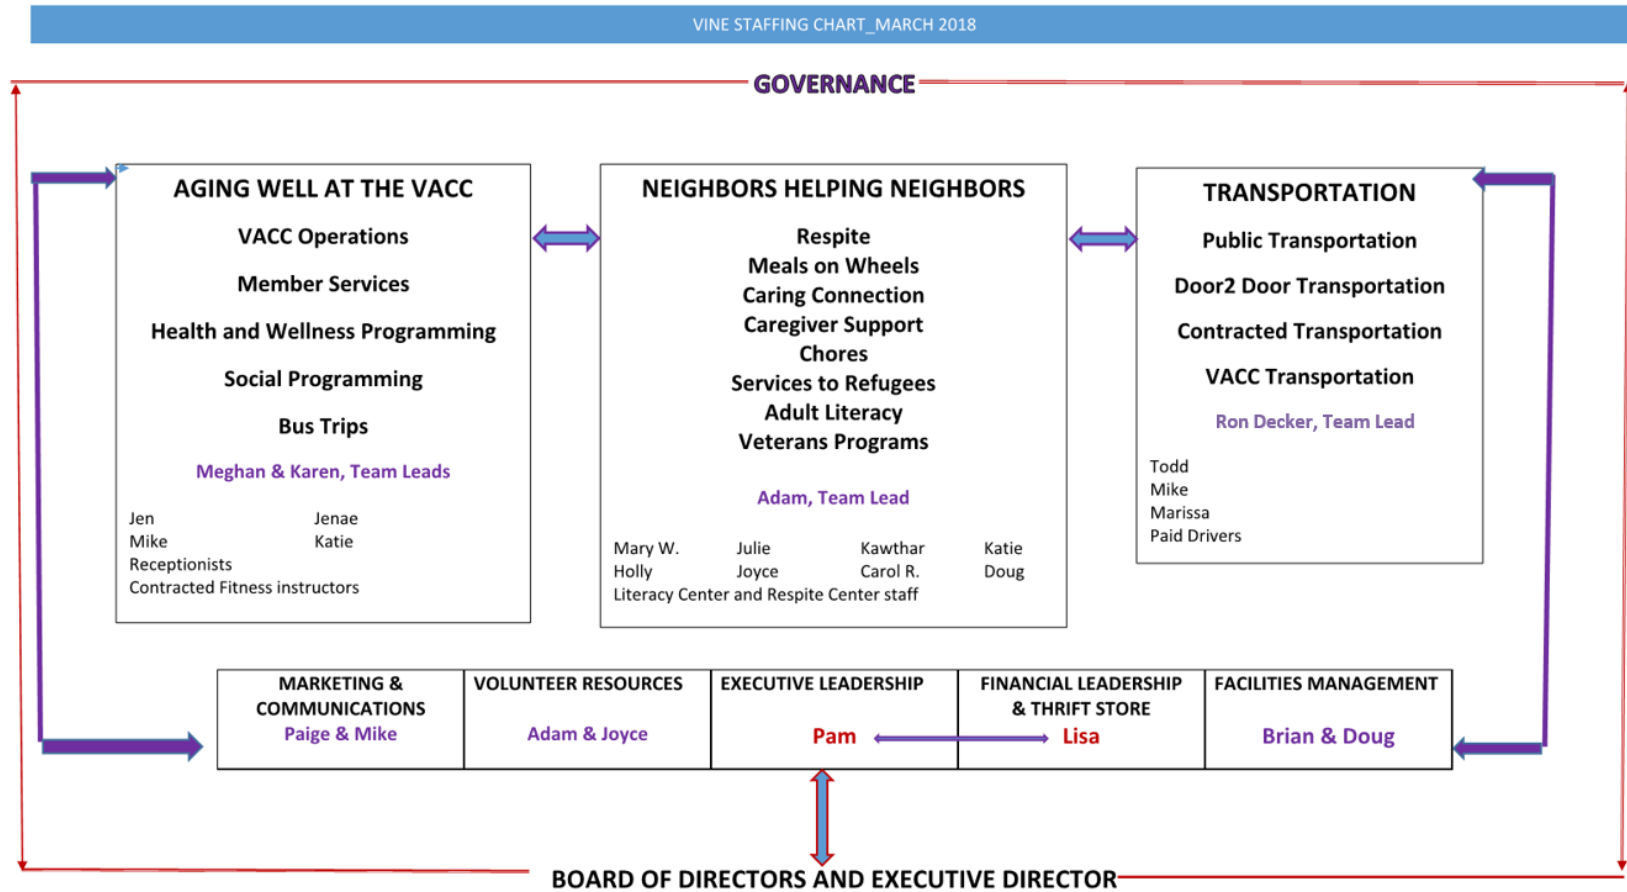 VINE STAFFING CHART_MARCH 2018
GOVERNANCE
AGING WELL AT THE VACC
VACC Operations
Member Services
Health and Wellness Programming
Social Programming
Bus Trips
Meghan & Karen, Team Leads
Jen Jenae
Mike Katie
Receptionists
Contracted Fitness instructors
NEIGHBORS HELPING NEIGHBORS
Respite
Meals on Wheels
Caring Connection
Caregiver Support
Chores
Services to Refugees
Adult Literacy
Veterans Programs
Adam, Team Lead
Mary W. Julie Kawthar Katie
Holly Joyce Carol R. Doug
Literacy Center and Respite Center staff
TRANSPORTATION
Public Transportation
Door2 Door Transportation
Contracted Transportation
VACC Transportation
Ron Decker, Team Lead
Todd
Mike
Marissa
Paid Drivers
MARKETING &
COMMUNICATIONS
Paige & Mike
VOLUNTEER RESOURCES
Adam & Joyce
EXECUTIVE LEADERSHIP
Pam
FINANCIAL LEADERSHIP
& THRIFT STORE
Lisa
FACILITIES MANAGEMENT
Brian & Doug
BOARD OF DIRECTORS AND EXECUTIVE DIRECTOR